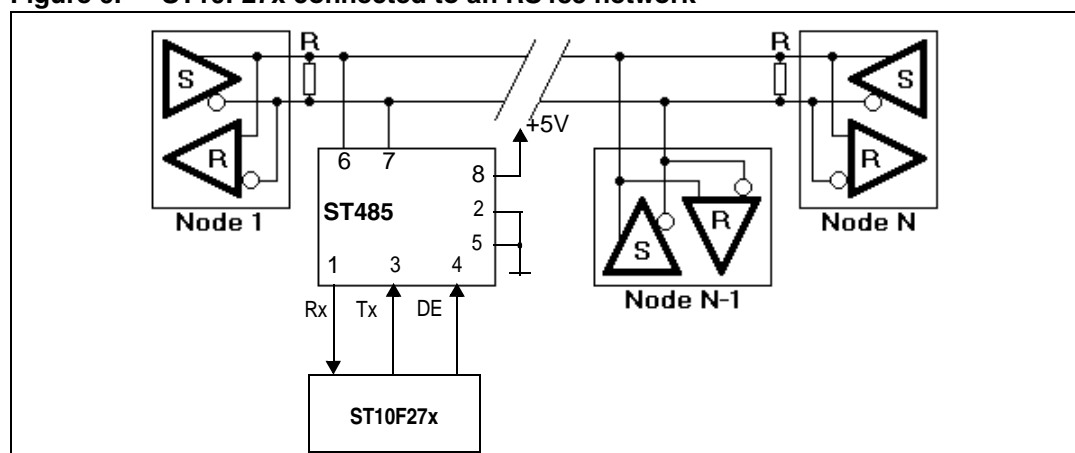 R
R
S
S
+5V
6 7
8
R
R
ST485
2
R
Node 1
5
S
Node N
1 3 4
Node N-1
Rx Tx DE
ST10F27x